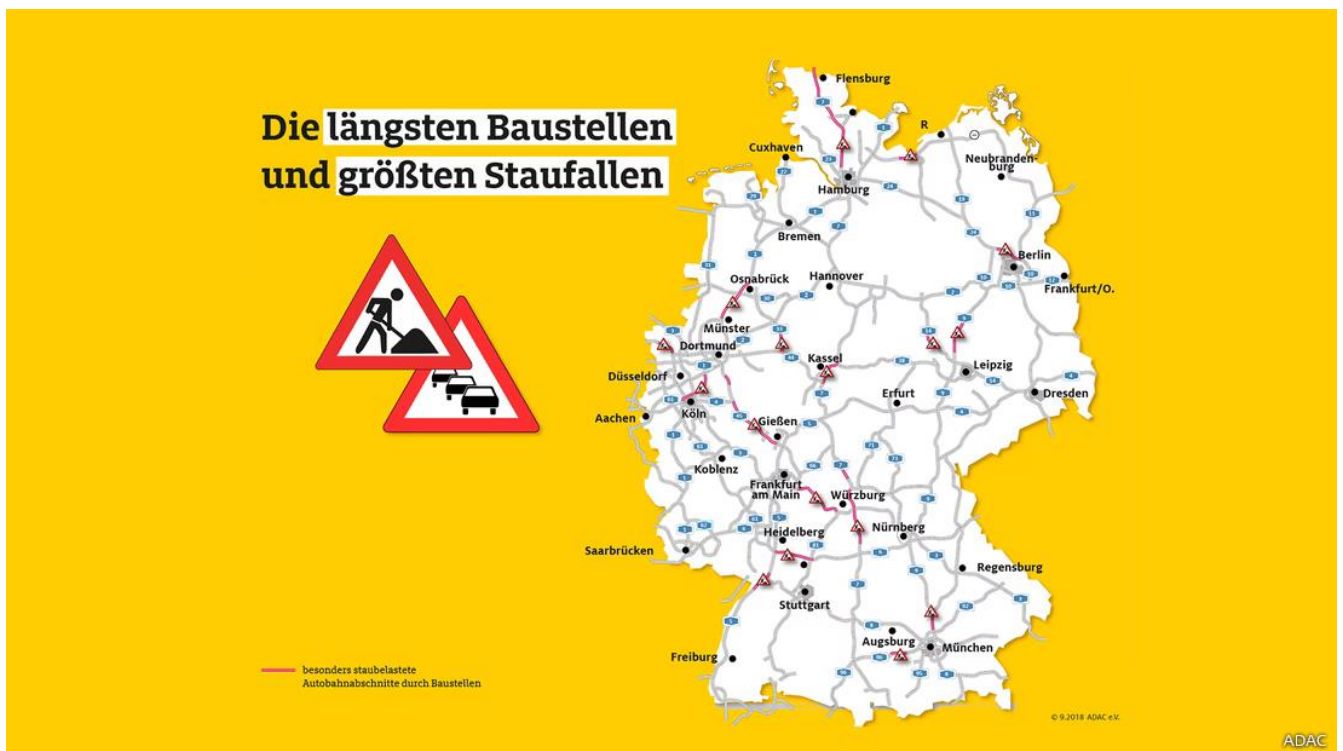 Die längsten Baustellen
und größten Staufallen
Flensburg
R
Cuxhaven
Neubranden-
burg
Hamburg
Bremen
Berlin
Osnabrück
Hannover
Frankfurt/O.
Münster
Dortmund
Kassel
Leipzig
Düsseldorf
Erfurt
Dresden
Köln
Aachen
Gießen
Koblenz
Frankfurt
am Main
Würzburg
Nürnberg
Heidelberg
Saarbrücken
Regensburg
Stuttgart
Augsburg
München
Freiburg
besonders staubelastete
Autobahnabschnitte durch Baustellen
© 9.2018 ADAC e.V.
ADAC